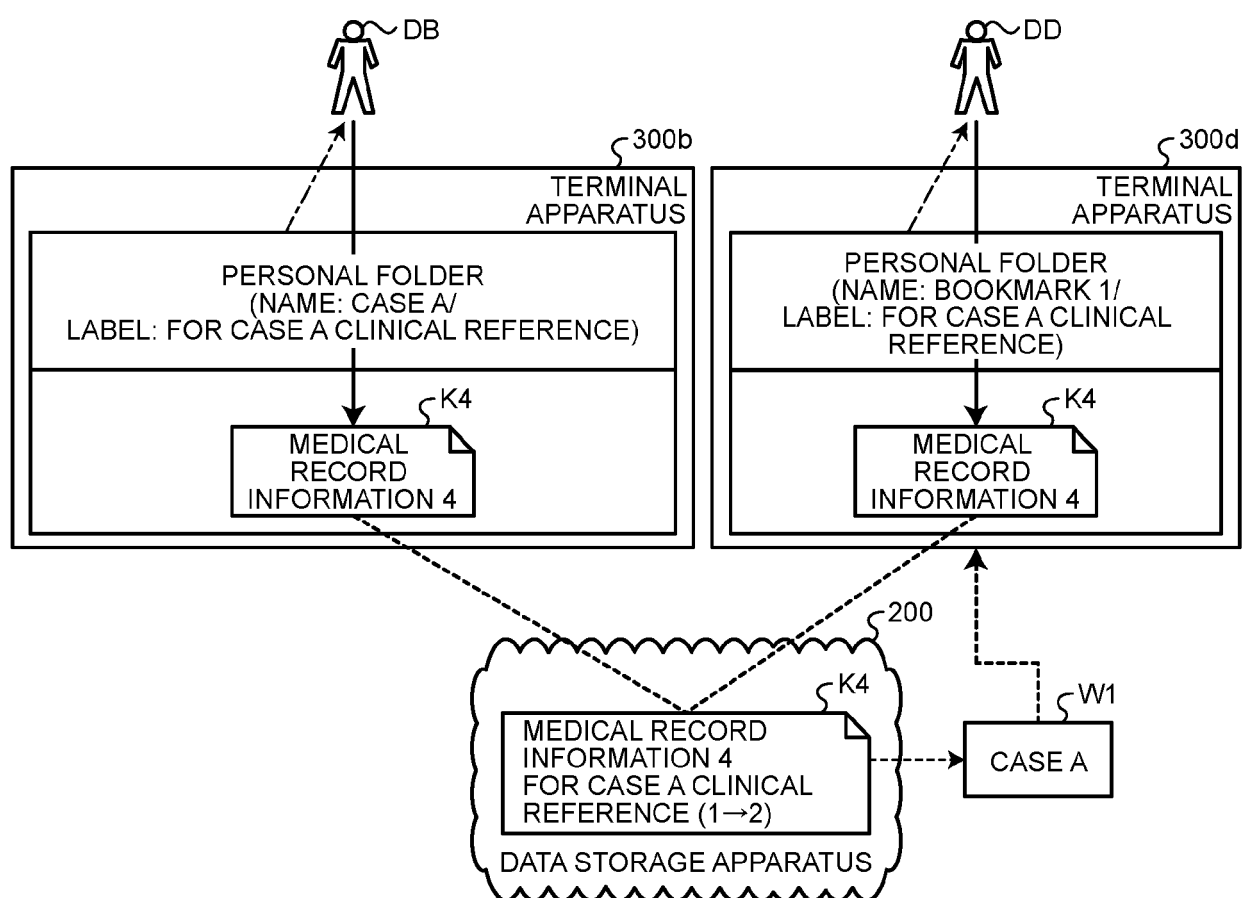 DB
DD
300b
300d
TERMINAL
APPARATUS
PERSONAL FOLDER
(NAME: CASE A/
LABEL: FOR CASE A CLINICAL REFERENCE)
K4
MEDICAL
RECORD
INFORMATION 4
TERMINAL
APPARATUS
PERSONAL FOLDER
(NAME: BOOKMARK 1/
LABEL: FOR CASE A CLINICAL
REFERENCE)
K4
MEDICAL
RECORD
INFORMATION 4
200
K4
MEDICAL RECORD
INFORMATION 4
FOR CASE A CLINICAL
REFERENCE (1→2)
DATA STORAGE APPARATUS
W1
CASE A